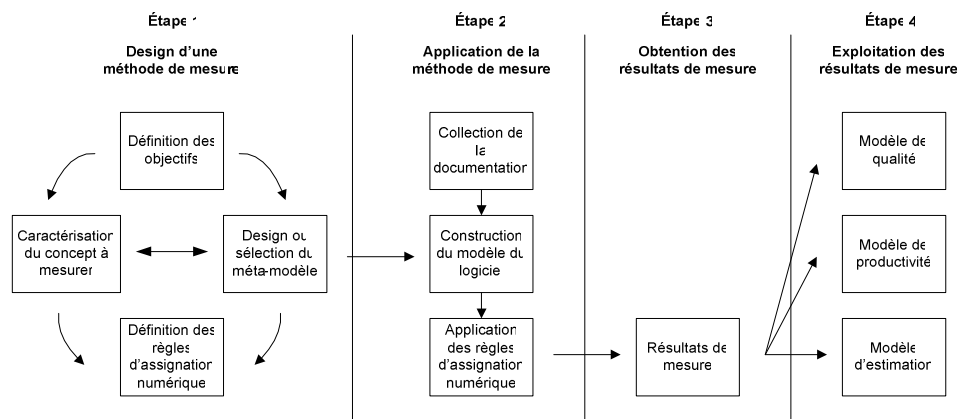 Étape 1
Design d'une
méthode de mesure
Définition des
objectifs
Caractérisation
du concept à
mesurer
Design ou
sélection du
méta-modèle
Définition des
règles
d'assignation
numérique
Étape 2
Application de la
méthode de mesure
Collection de
la
documentation
Construction
du modèle du
logicie
Application
des règles
d'assignation
numérique
Étape 3
Obtention des
résultats de mesure
Résultats de
mesure
Étape 4
Exploitation des
résultats de mesure
Modèle de
qualité
Modèle de
productivité
Modèle
d'estimation